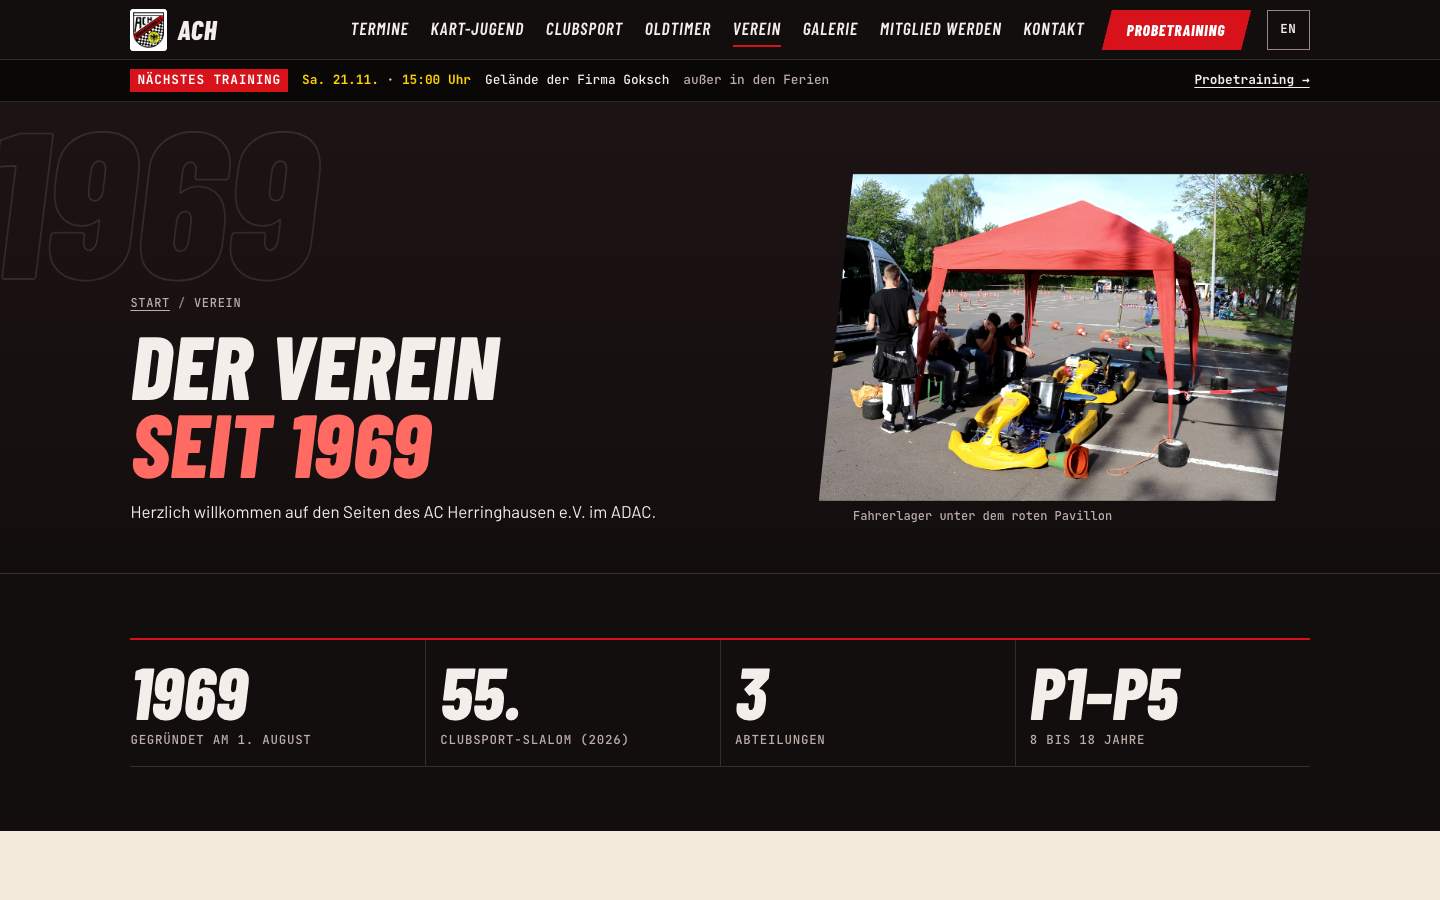 ACH
TERMINE
KART-JUGEND
CLUBSPORT
OLDTIMER
VEREIN
GALERIE
MITGLIED WERDEN
KONTAKT
PROBETRAINING
EN
NÄCHSTES TRAINING Sa. 21.11. · 15:00 Uhr Gelände der Firma Goksch außer in den Ferien
Probetraining →
1969
START / VEREIN
DER VEREIN
SEIT 1969
Herzlich willkommen auf den Seiten des AC Herringhausen e.V. im ADAC.
Fahrerlager unter dem roten Pavillon
1969
GEGRÜNDET AM 1. AUGUST
55.
CLUBSPORT-SLALOM (2026)
3
ABTEILUNGEN
P1–P5
8 BIS 18 JAHRE